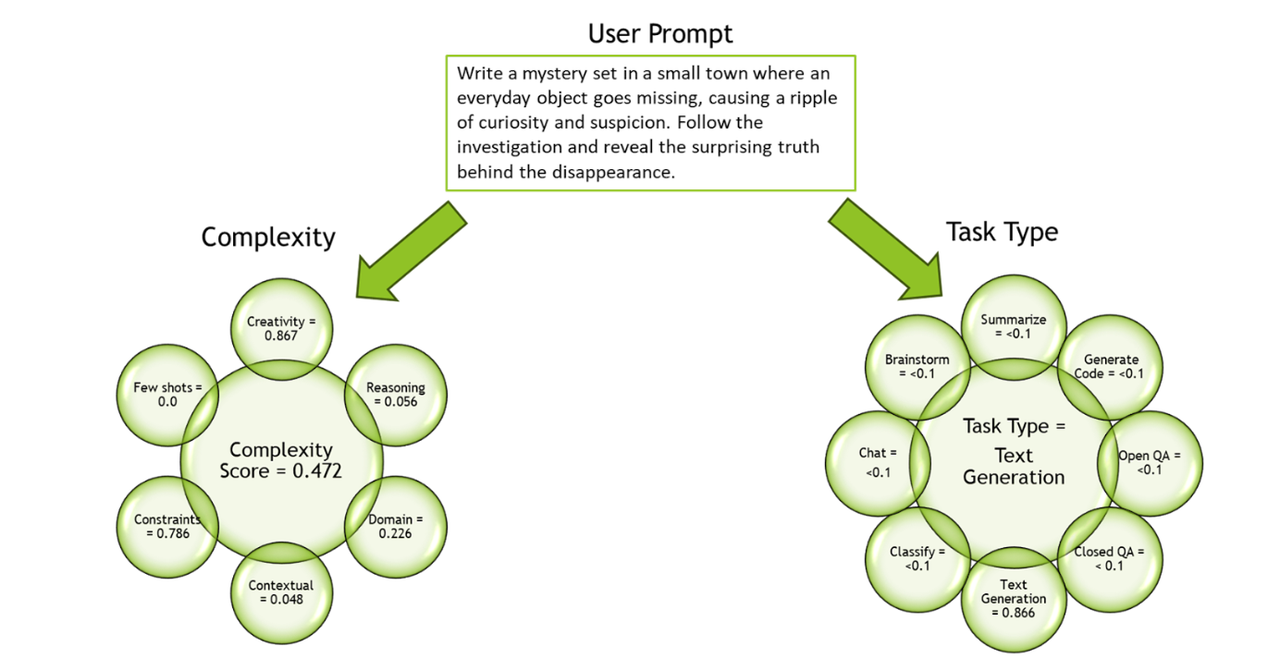 User Prompt
Write a mystery set in a small town where an
everyday object goes missing, causing a ripple
of curiosity and suspicion. Follow the
investigation and reveal the surprising truth
behind the disappearance.
Complexity
Creativity =
0.867
Few shots =
0.0
Reasoning
= 0.056
Complexity
Score = 0.472
Constraints
= 0.786
Domain =
0.226
Contextual
= 0.048
Task Type
Summarize
= <0.1
Brainstorm
= <0.1
Generate
Code = <0.1
Task Type =
Text
Generation
Chat =
<0.1
Open QA =
<0.1
Classify =
<0.1
Closed QA =
< 0.1
Text
Generation
= 0.866